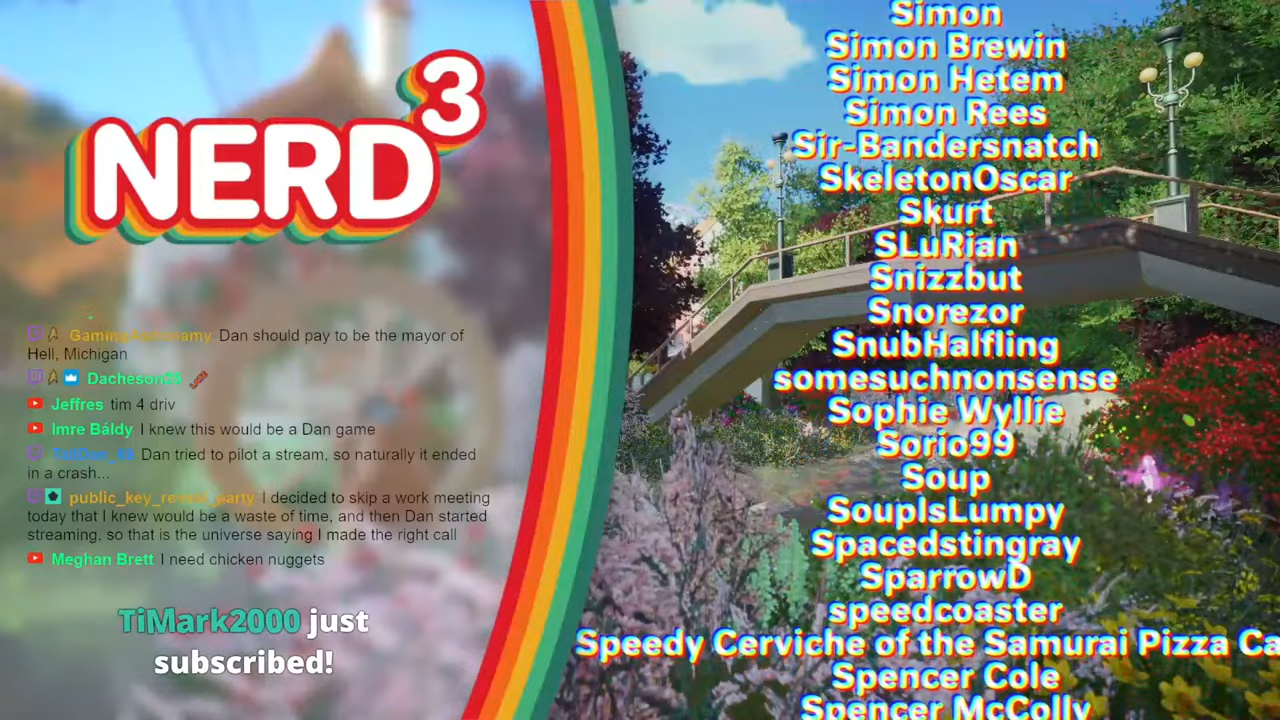 NERD³
GamingAstronamy Dan should pay to be the mayor of
Hell, Michigan
Dacheson25
Jeffres tim 4 driv
Imre Báldy I knew this would be a Dan game
Dan tried to pilot a stream, so naturally it ended
in a crash...
public_key_reveal_party I decided to skip a work meeting
today that I knew would be a waste of time, and then Dan started
streaming, so that is the universe saying I made the right call
Meghan Brett I need chicken nuggets
TiMark2000 just
subscribed!
Simon
Simon Brewin
Simon Hetem
Simon Rees
Sir-Bandersnatch
SkeletonOscar
Skurt
SLuRian
Snizzbut
Snorezor
SnubHalfling
somesuchnonsense
Sophie Wyllie
Sorio99
Soup
SoupIsLumpy
Spacedstingray
SparrowD
speedcoaster
Speedy Cerviche of the Samurai Pizza Ca
Spencer Cole
Spencer McColly